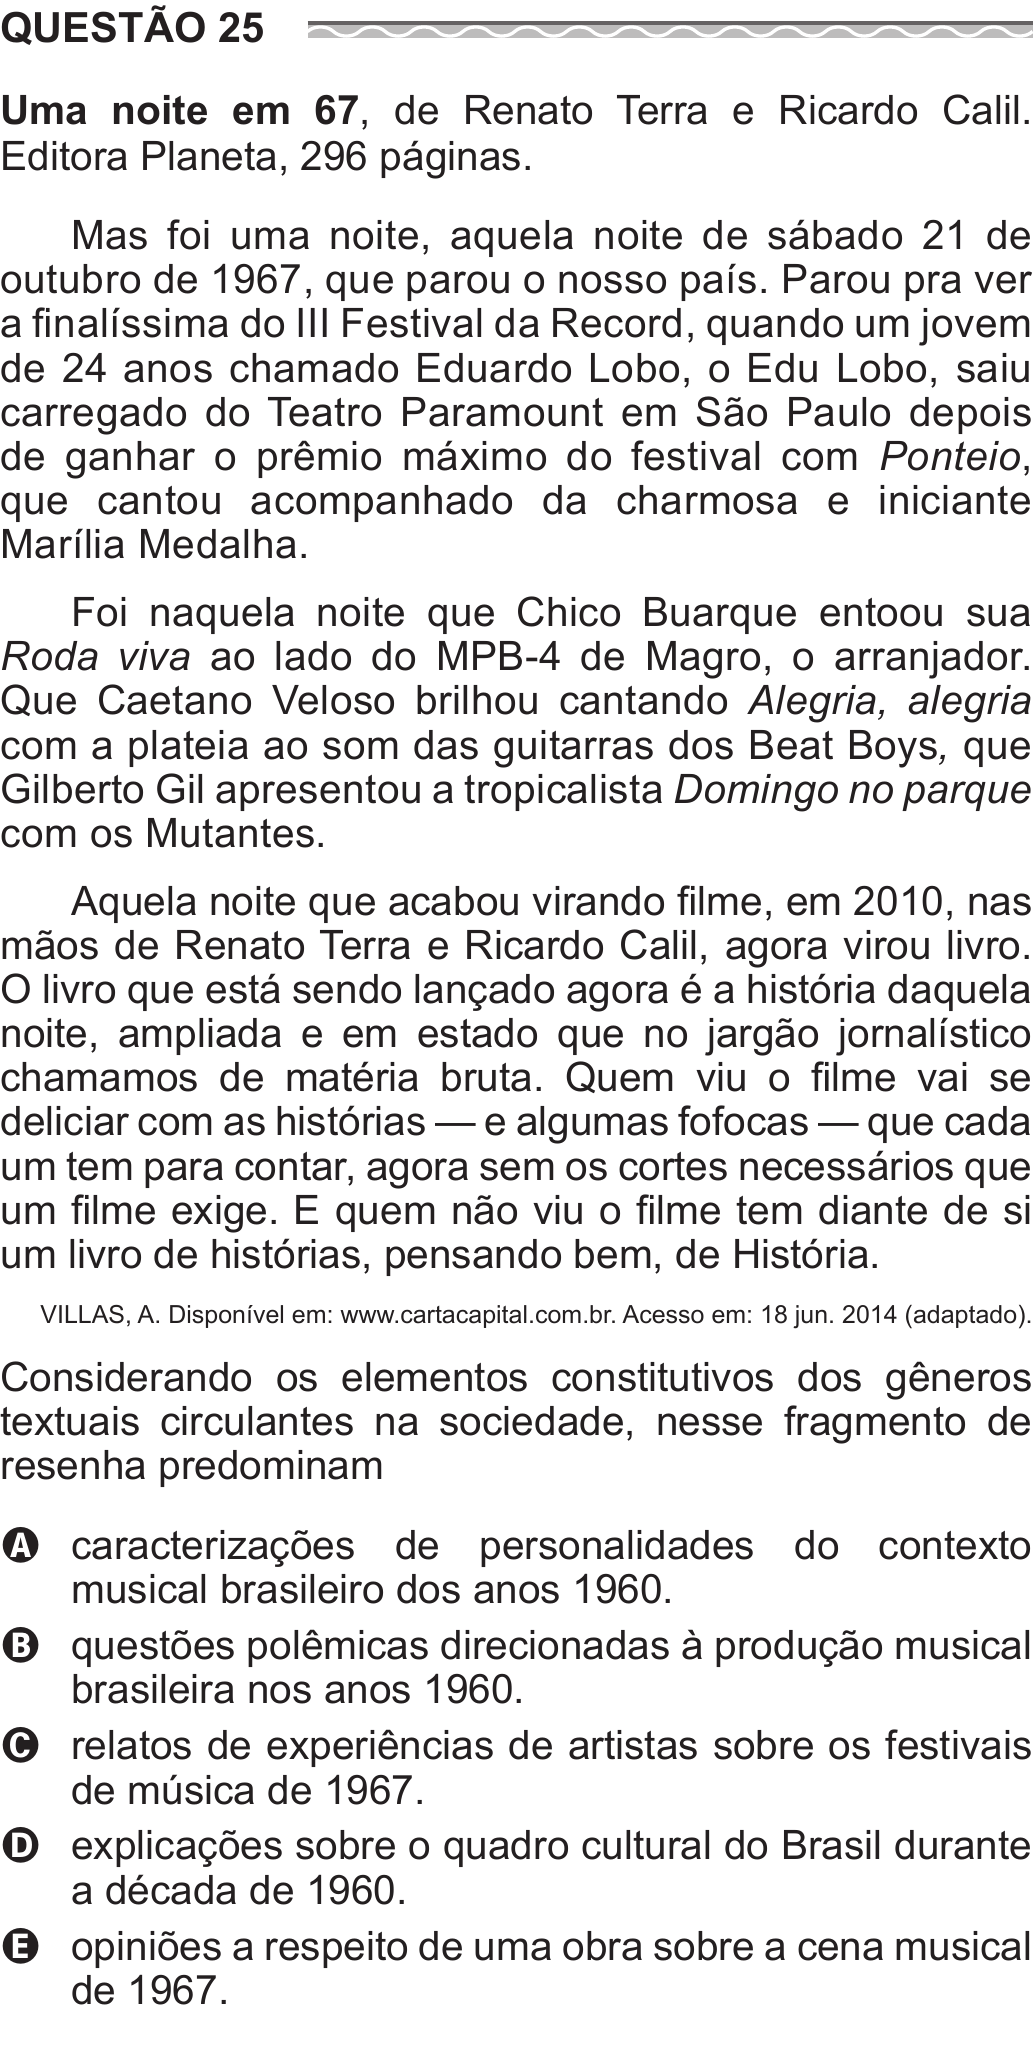 QUESTÃO 25
Uma noite em 67, de Renato Terra e Ricardo Calil.
Editora Planeta, 296 páginas.
Mas foi uma noite, aquela noite de sábado 21 de
outubro de 1967, que parou o nosso país. Parou pra ver
a finalíssima do III Festival da Record, quando um jovem
de 24 anos chamado Eduardo Lobo, o Edu Lobo, saiu
carregado do Teatro Paramount em São Paulo depois
de ganhar o prêmio máximo do festival com Ponteio,
que cantou acompanhado da charmosa e iniciante
Marília Medalha.
Foi naquela noite que Chico Buarque entoou sua
Roda viva ao lado do MPB-4 de Magro, o arranjador.
Que Caetano Veloso brilhou cantando Alegria, alegria
com a plateia ao som das guitarras dos Beat Boys, que
Gilberto Gil apresentou a tropicalista Domingo no parque
com os Mutantes.
Aquela noite que acabou virando filme, em 2010, nas
mãos de Renato Terra e Ricardo Calil, agora virou livro.
O livro que está sendo lançado agora é a história daquela
noite, ampliada e em estado que no jargão jornalístico
chamamos de matéria bruta. Quem viu o filme vai se
deliciar com as histórias — e algumas fofocas — que cada
um tem para contar, agora sem os cortes necessários que
um filme exige. E quem não viu o filme tem diante de si
um livro de histórias, pensando bem, de História.
VILLAS, A. Disponível em: www.cartacapital.com.br. Acesso em: 18 jun. 2014 (adaptado).
Considerando os elementos constitutivos dos gêneros
textuais circulantes na sociedade, nesse fragmento de
resenha predominam
A caracterizações de personalidades do contexto
musical brasileiro dos anos 1960.
B questões polêmicas direcionadas à produção musical
brasileira nos anos 1960.
C relatos de experiências de artistas sobre os festivais
de música de 1967.
D explicações sobre o quadro cultural do Brasil durante
a década de 1960.
E opiniões a respeito de uma obra sobre a cena musical
de 1967.